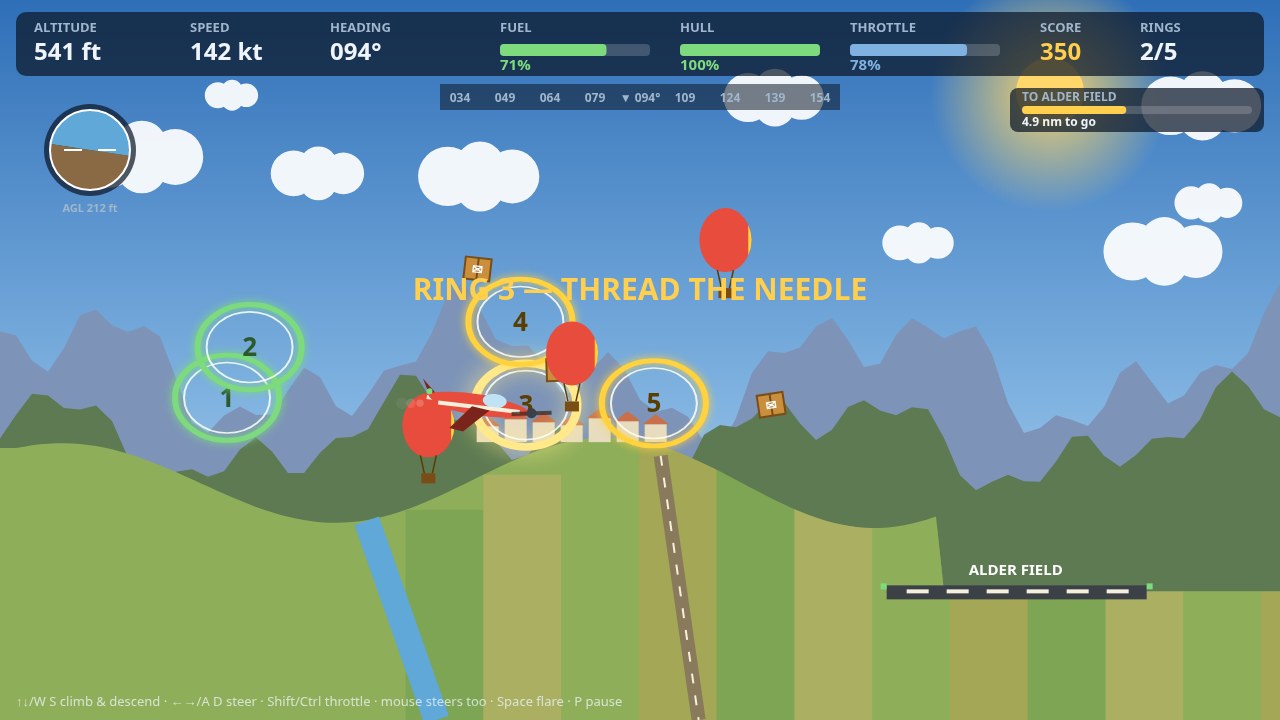 ALTITUDE
541 ft
SPEED
142 kt
HEADING
094°
FUEL
71%
HULL
100%
THROTTLE
78%
SCORE
350
RINGS
2/5
034 049 064 079 ▼ 094° 109 124 139 154
TO ALDER FIELD
4.9 nm to go
AGL 212 ft
RING 3 — THREAD THE NEEDLE
4
2
1
3
5
ALDER FIELD
↑↓/W S climb & descend · ←→/A D steer · Shift/Ctrl throttle · mouse steers too · Space flare · P pause